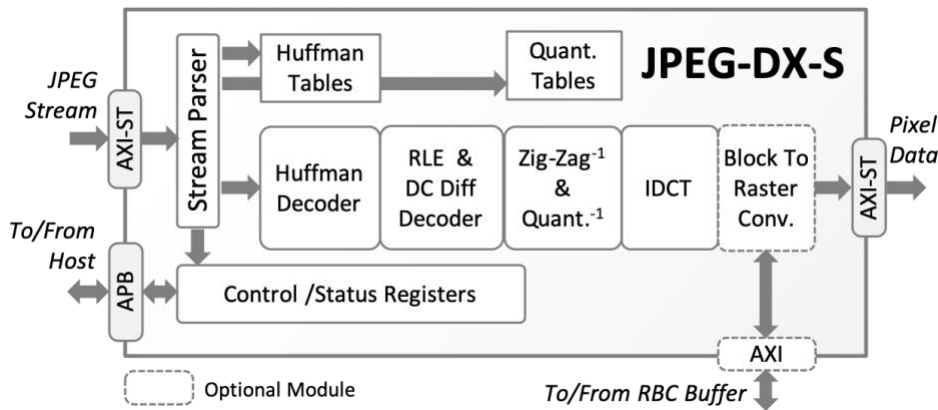 JPEG-DX-S
JPEG
Stream
AXI-ST
Stream Parser
Huffman
Tables
Quant.
Tables
Huffman
Decoder
RLE &
DC Diff
Decoder
Zig-Zag⁻¹
&
Quant.⁻¹
IDCT
Block To
Raster
Conv.
Pixel
Data
AXI-ST
To/From
Host
APB
Control /Status Registers
AXI
Optional Module
To/From RBC Buffer